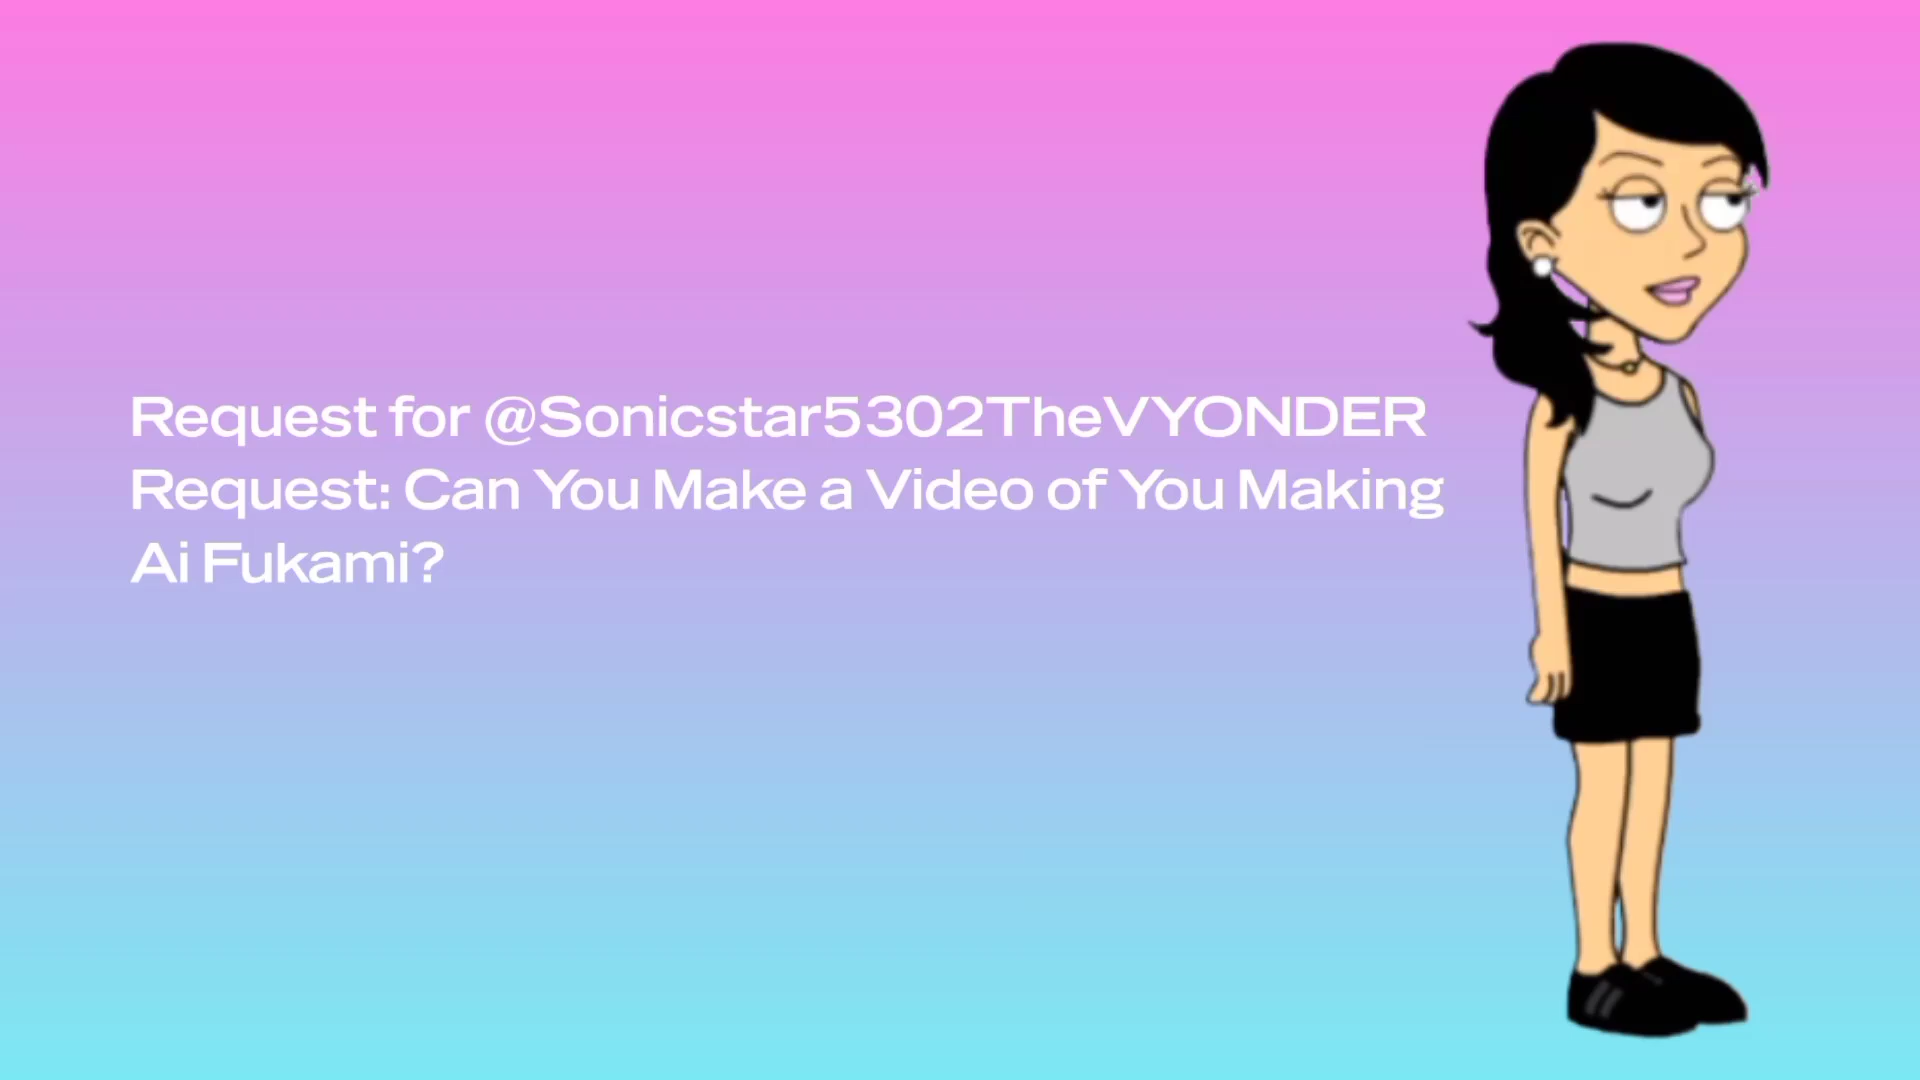 Request for @Sonicstar5302TheVYONDER
Request: Can You Make a Video of You Making
Ai Fukami?